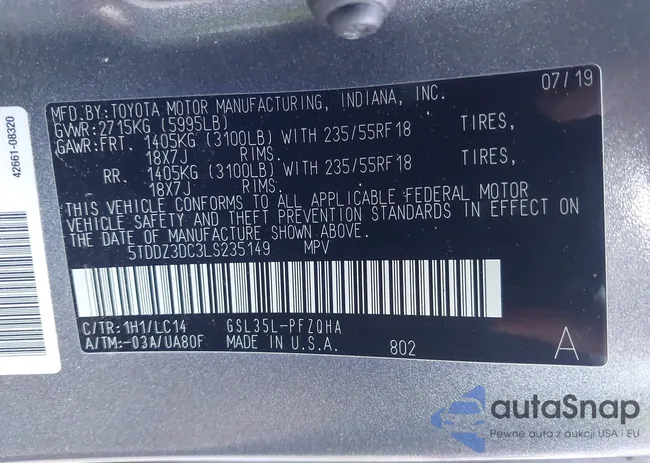 07/19
MFD.BY:TOYOTA MOTOR MANUFACTURING, INDIANA, INC.
GVWR:2715KG (5995LB)
GAWR:FRT. 1405KG (3100LB) WITH 235/55RF18 TIRES,
18X7J RIMS.
RR. 1405KG (3100LB) WITH 235/55RF18 TIRES,
18X7J RIMS.
THIS VEHICLE CONFORMS TO ALL APPLICABLE FEDERAL MOTOR
VEHICLE SAFETY AND THEFT PREVENTION STANDARDS IN EFFECT ON
THE DATE OF MANUFACTURE SHOWN ABOVE.
5TDDZ3DC3LS235149 MPV
C/TR:1H1/LC14 GSL35L-PFZQHA
A/TM:-03A/UA80F MADE IN U.S.A. 802 A
42661-08320
autaSnap
Pewne auta z aukcji USA i EU